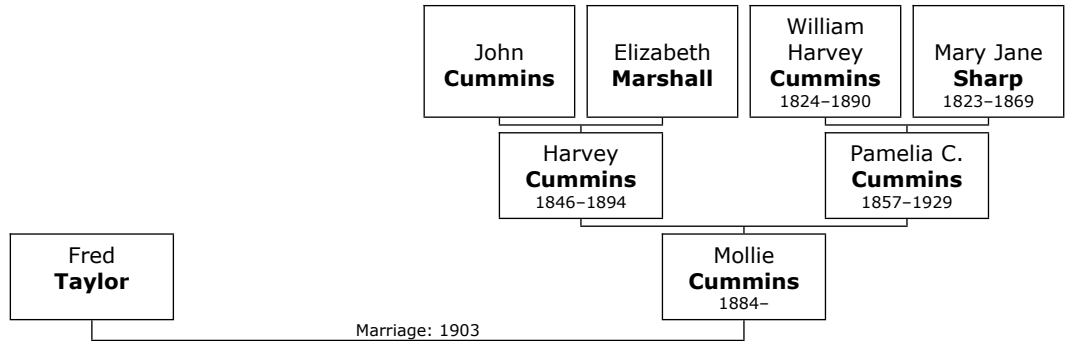 John
Cummins
Elizabeth
Marshall
William
Harvey
Cummins
1824–1890
Mary Jane
Sharp
1823–1869
Harvey
Cummins
1846–1894
Pamelia C.
Cummins
1857–1929
Fred
Taylor
Mollie
Cummins
1884–
Marriage: 1903